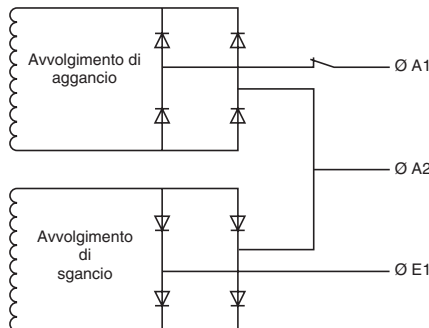 Avvolgimento di
aggancio
Ø A1
Ø A2
Avvolgimento
di
sgancio
Ø E1